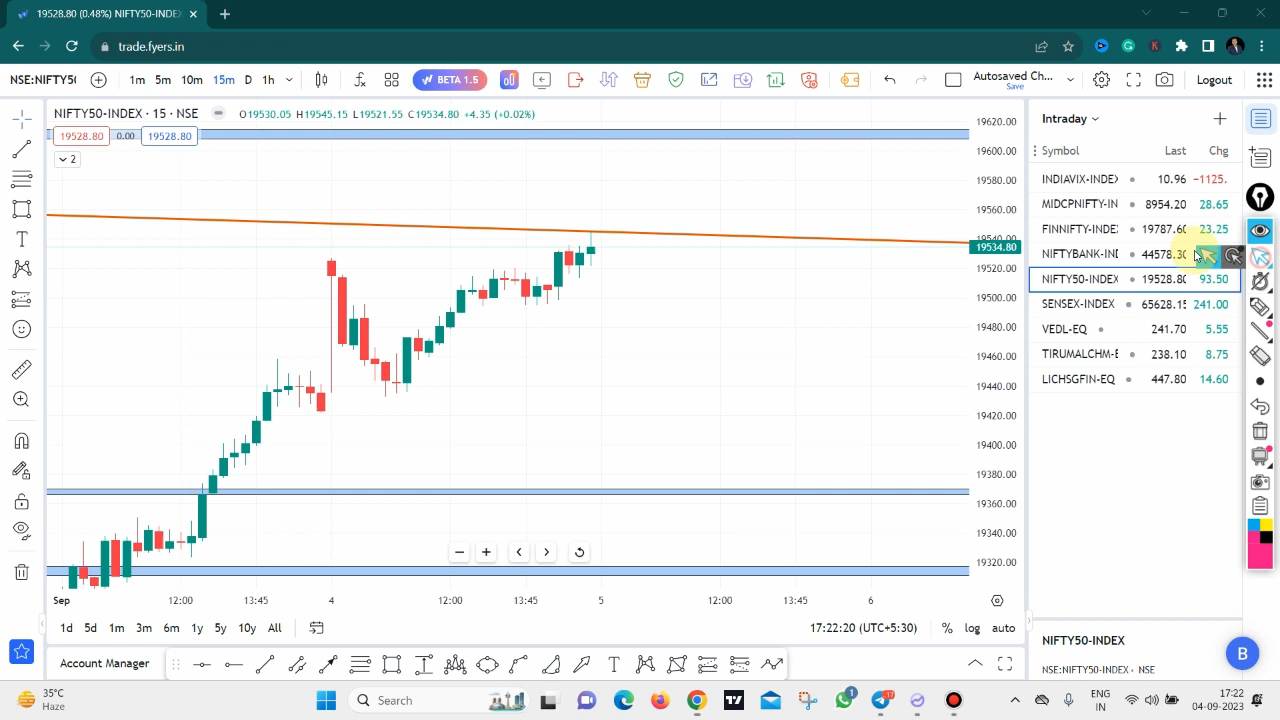 19528.80 (0.48%) NIFTY50-INDEX
trade.fyers.in
NSE:NIFTY5(
1m 5m 10m 15m D 1h
BETA 1.5
Autosaved Ch...
Save
Logout
NIFTY50-INDEX · 15 · NSE
O19530.05 H19545.15 L19521.55 C19534.80 +4.35 (+0.02%)
19528.80 0.00 19528.80
2
19620.00
19600.00
19580.00
19560.00
19540.00
19534.80
19520.00
19500.00
19480.00
19460.00
19440.00
19420.00
19400.00
19380.00
19360.00
19340.00
19320.00
Sep 12:00 13:45 4 12:00 13:45 5 12:00 13:45 6
1d 5d 1m 3m 6m 1y 5y 10y All
17:22:20 (UTC+5:30) % log auto
Account Manager
Intraday
Symbol Last Chg
INDIAVIX-INDEX 10.96 −1125.
MIDCPNIFTY-IN 8954.20 28.65
FINNIFTY-INDEX 19787.60 23.25
NIFTYBANK-INI 44578.30
NIFTY50-INDEX 19528.80 93.50
SENSEX-INDEX 65628.15 241.00
VEDL-EQ 241.70 5.55
TIRUMALCHM-E 238.10 8.75
LICHSGFIN-EQ 447.80 14.60
NIFTY50-INDEX
NSE:NIFTY50-INDEX · NSE
B
35°C
Haze
Search
1
17
ENG
IN
17:22
04-09-2023